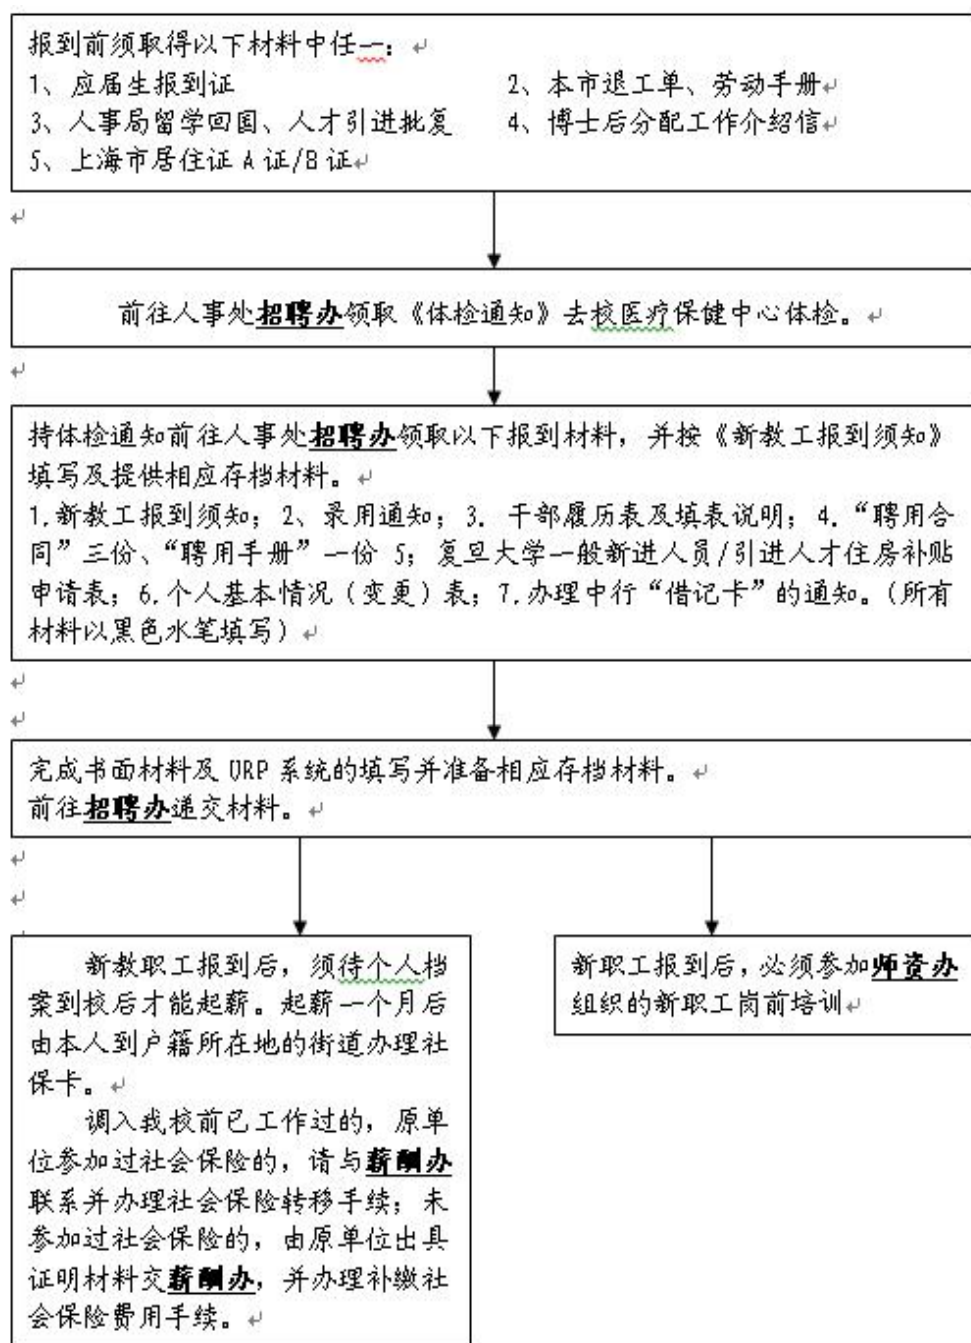 报到前须取得以下材料中任一：
1、应届生报到证 2、本市退工单、劳动手册
3、人事局留学回国、人才引进批复 4、博士后分配工作介绍信
5、上海市居住证 A 证/B 证
前往人事处招聘办领取《体检通知》去校医疗保健中心体检。
持体检通知前往人事处招聘办领取以下报到材料，并按《新教工报到须知》
填写及提供相应存档材料。
1.新教工报到须知；2、录用通知；3. 干部履历表及填表说明；4.“聘用合
同”三份、“聘用手册”一份 5；复旦大学一般新进人员/引进人才住房补贴
申请表；6.个人基本情况（变更）表；7.办理中行“借记卡”的通知。（所有
材料以黑色水笔填写）
完成书面材料及 URP 系统的填写并准备相应存档材料。
前往招聘办递交材料。
新教职工报到后，须待个人档
案到校后才能起薪。起薪一个月后
由本人到户籍所在地的街道办理社
保卡。
调入我校前已工作过的，原单
位参加过社会保险的，请与薪酬办
联系并办理社会保险转移手续；未
参加过社会保险的，由原单位出具
证明材料交薪酬办，并办理补缴社
会保险费用手续。
新职工报到后，必须参加师资办
组织的新职工岗前培训